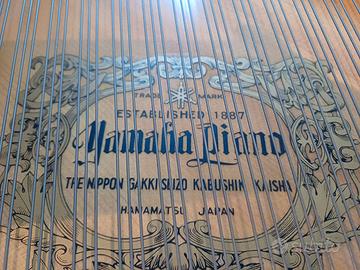 TRADE MARK
ESTABLISHED 1887
Yamaha Piano
THE NIPPON GAKKI SEIZO KABUSHIKI KAISHA
HAMAMATSU JAPAN